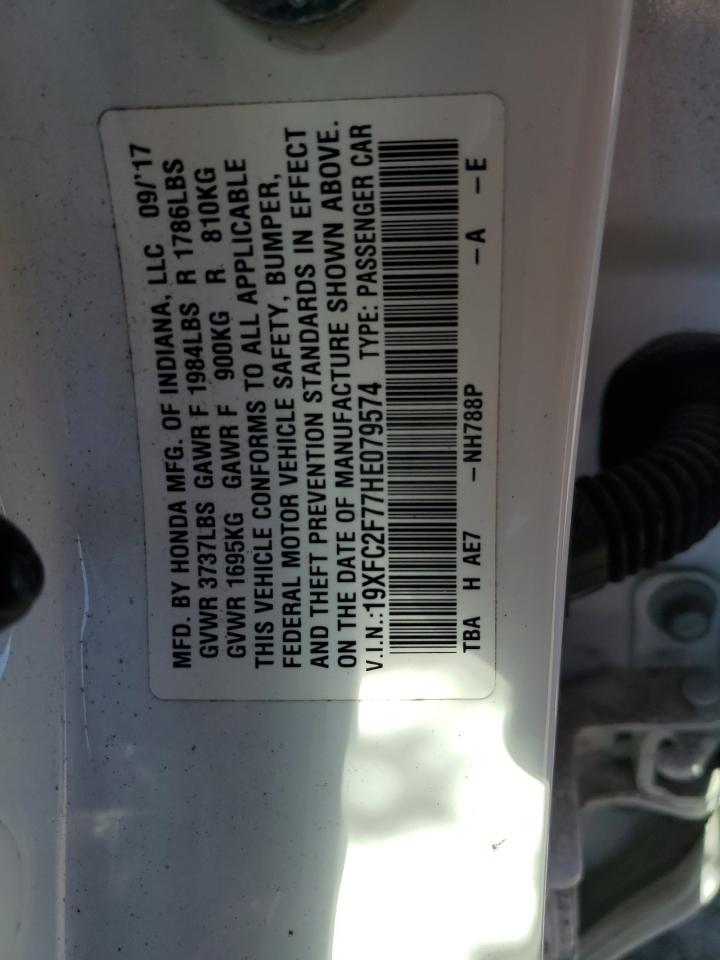 MFD. BY HONDA MFG. OF INDIANA, LLC 09/'17
GVWR 3737LBS GAWR F 1984LBS R 1786LBS
GVWR 1695KG GAWR F 900KG R 810KG
THIS VEHICLE CONFORMS TO ALL APPLICABLE
FEDERAL MOTOR VEHICLE SAFETY, BUMPER,
AND THEFT PREVENTION STANDARDS IN EFFECT
ON THE DATE OF MANUFACTURE SHOWN ABOVE.
V.I.N.:19XFC2F77HE079574 TYPE: PASSENGER CAR
TBA H AE7 -NH788P -A -E